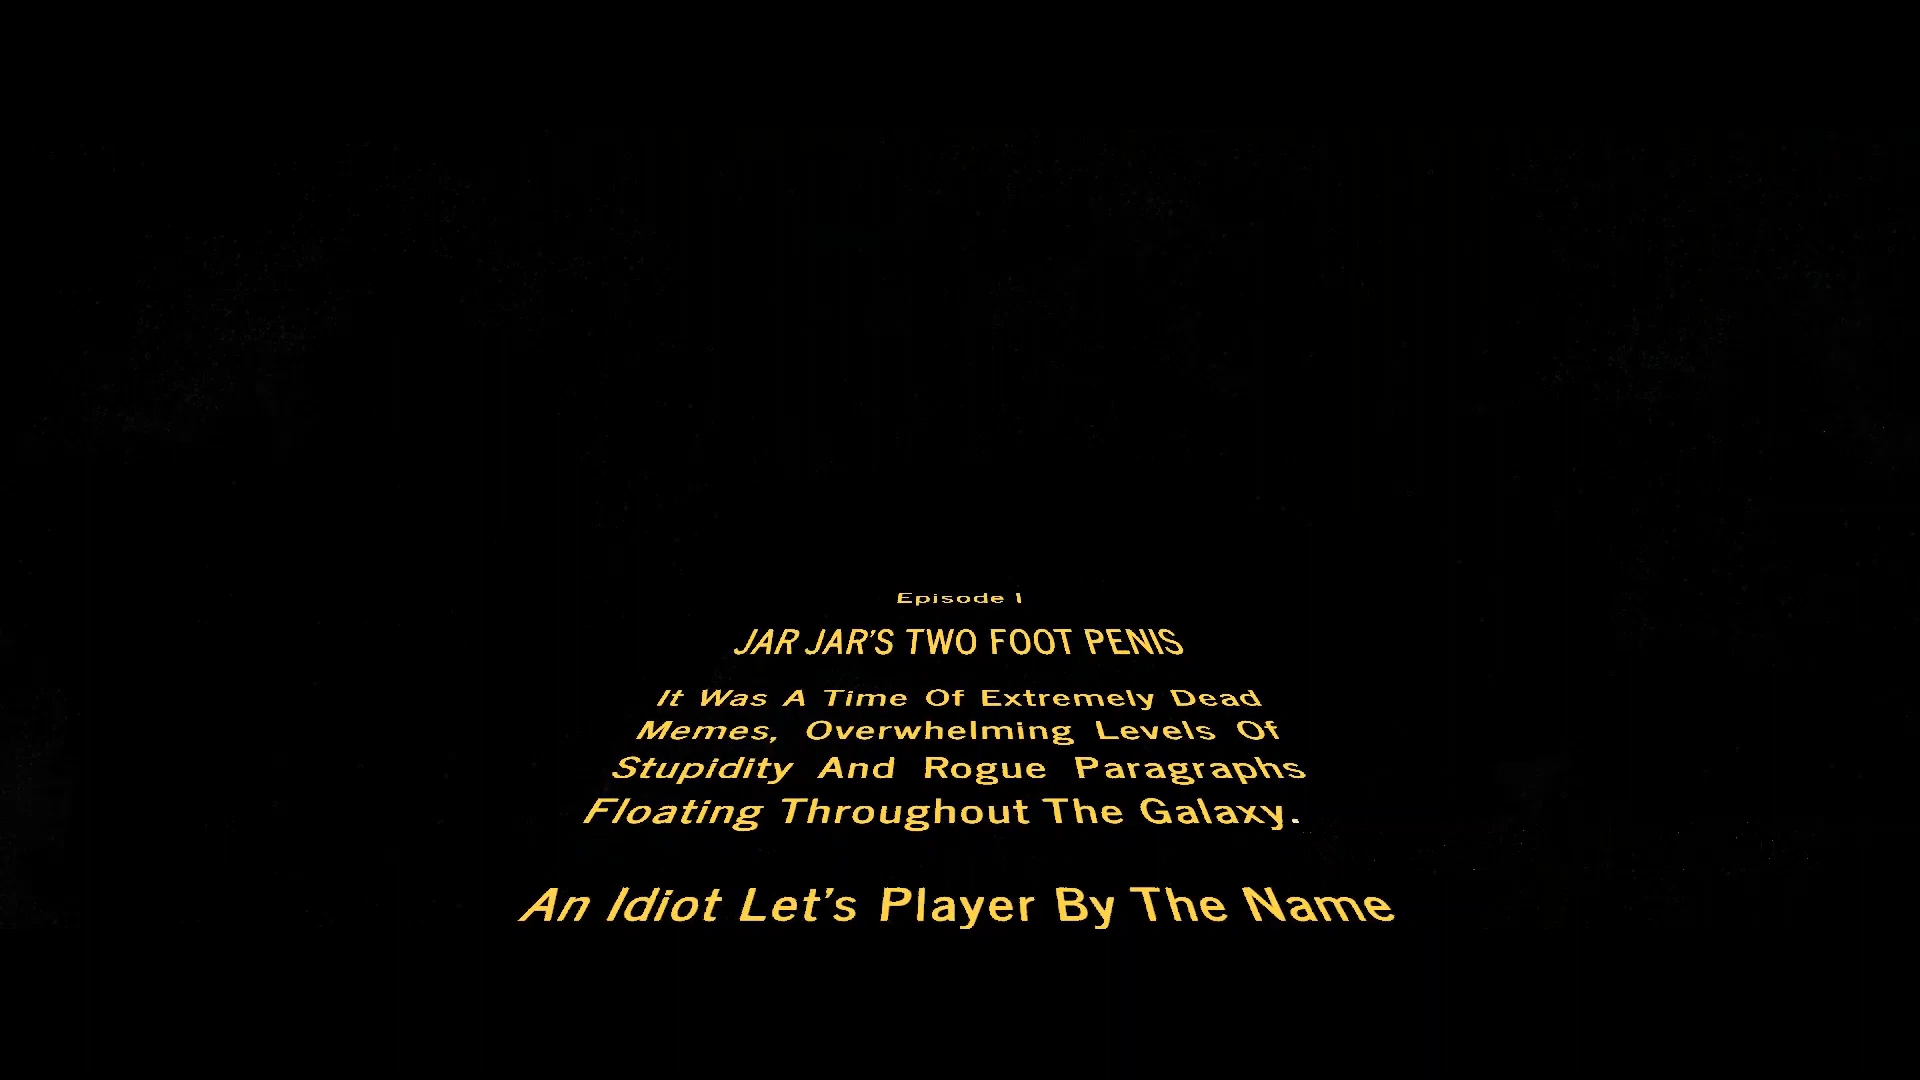 Episode I
JAR JAR'S TWO FOOT PENIS
It Was A Time Of Extremely Dead
Memes, Overwhelming Levels Of
Stupidity And Rogue Paragraphs
Floating Throughout The Galaxy.
An Idiot Let's Player By The Name